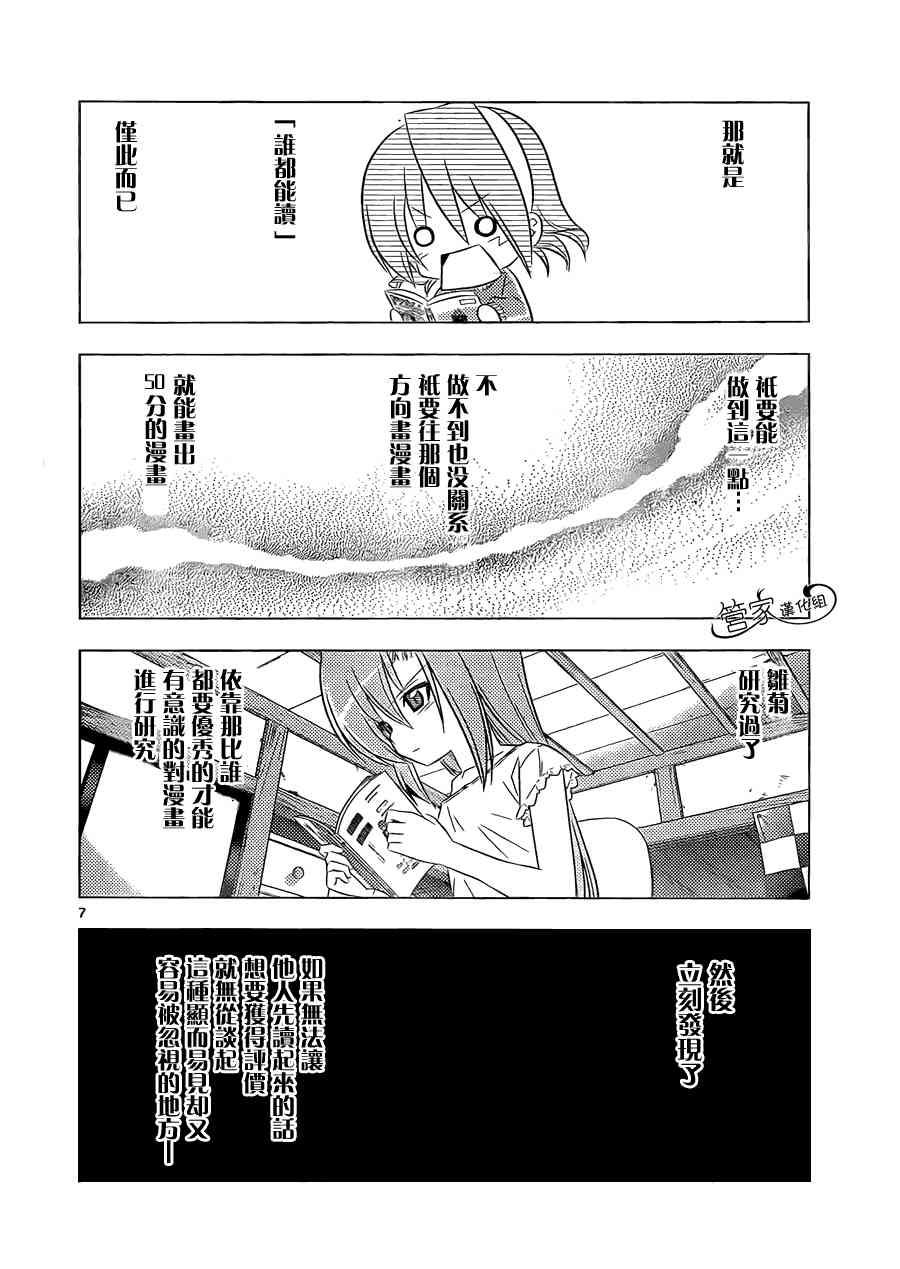 那就是
「誰都能讀」
僅此而已
衹要能
做到這一點…
不
做不到也没關系
衹要往那個
方向畫漫畫
就能畫出
50分的漫畫
管家漢化組
雛菊
研究過了
依靠那比誰
都要優秀的才能
有意識的對漫畫
進行研究
7
然後
立刻發現了
如果無法讓
他人先讀起來的話
想要獲得評價
就無從談起
這種顯而易見却又
容易被忽視的地方—